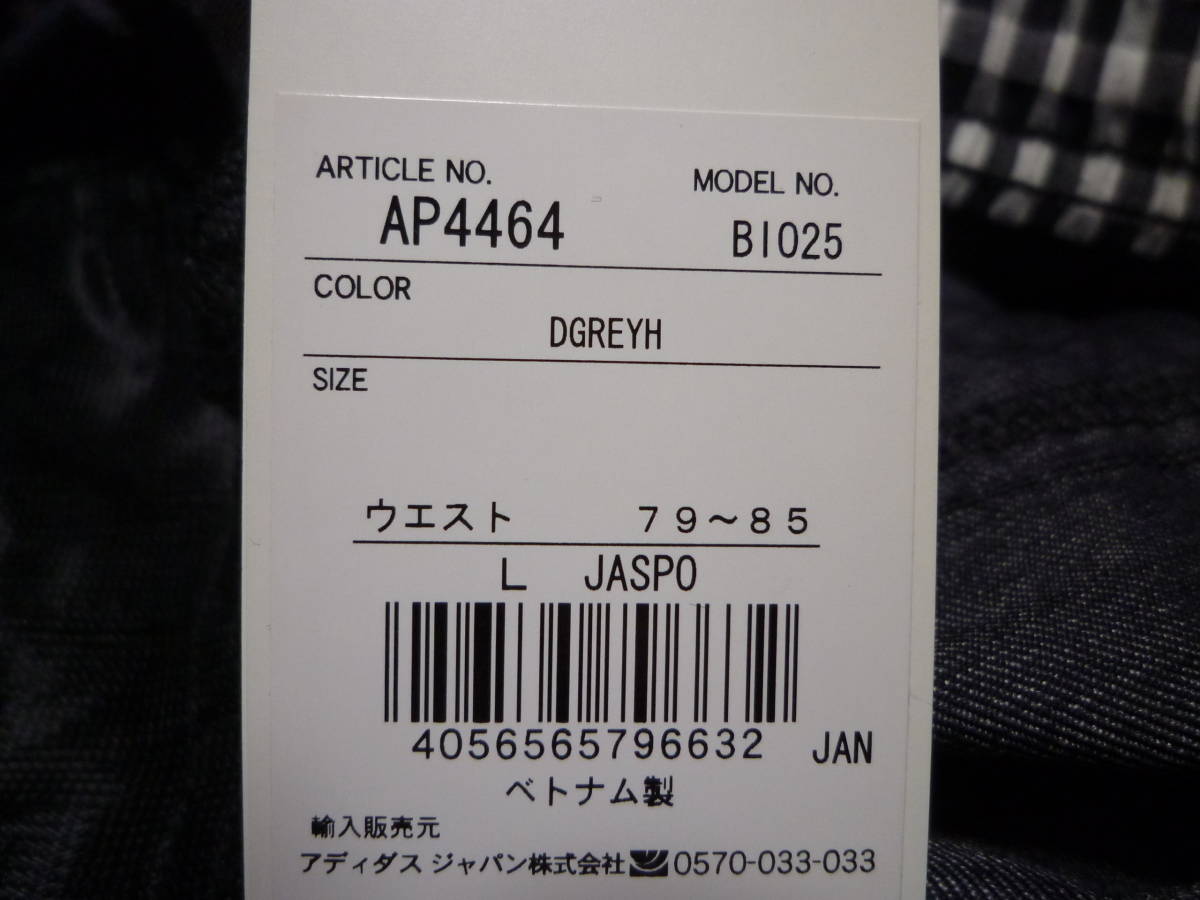 ARTICLE NO. MODEL NO.
AP4464 BI025
COLOR
DGREYH
SIZE
ウエスト 79～85
L JASPO
4056565796632 JAN
ベトナム製
輸入販売元
アディダス ジャパン株式会社 0570-033-033